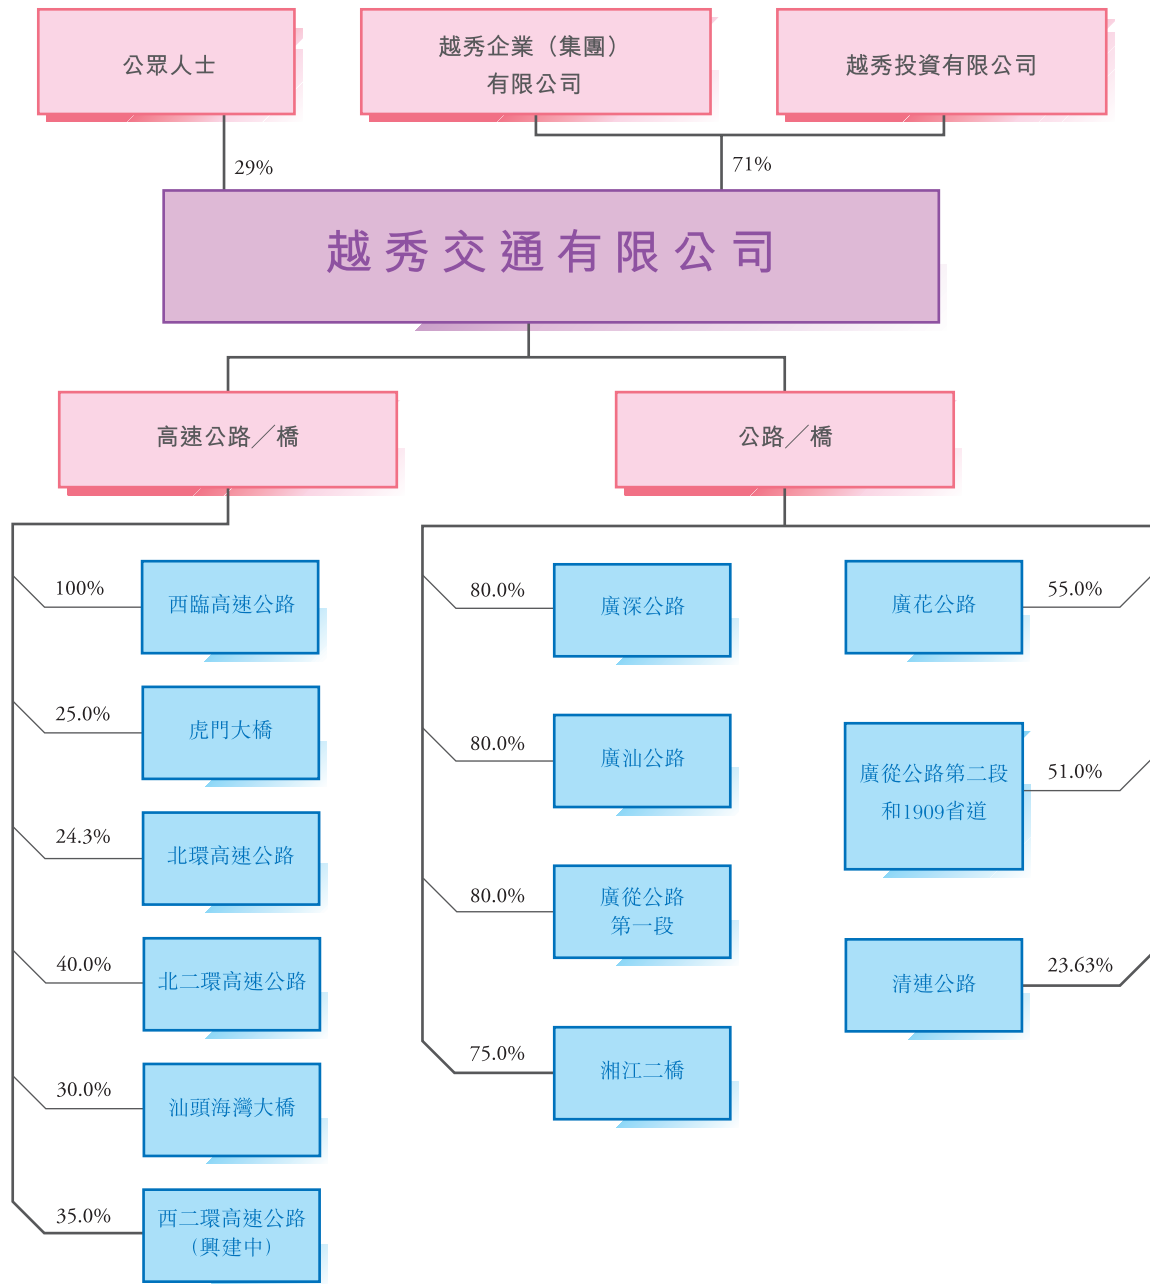 公眾人士
越秀企業（集團）
有限公司
越秀投資有限公司
29%
71%
越秀交通有限公司
高速公路／橋
公路／橋
100%
西臨高速公路
25.0%
虎門大橋
24.3%
北環高速公路
40.0%
北二環高速公路
30.0%
汕頭海灣大橋
35.0%
西二環高速公路
（興建中）
80.0%
廣深公路
80.0%
廣汕公路
80.0%
廣從公路
第一段
75.0%
湘江二橋
廣花公路
55.0%
廣從公路第二段
和1909省道
51.0%
清連公路
23.63%